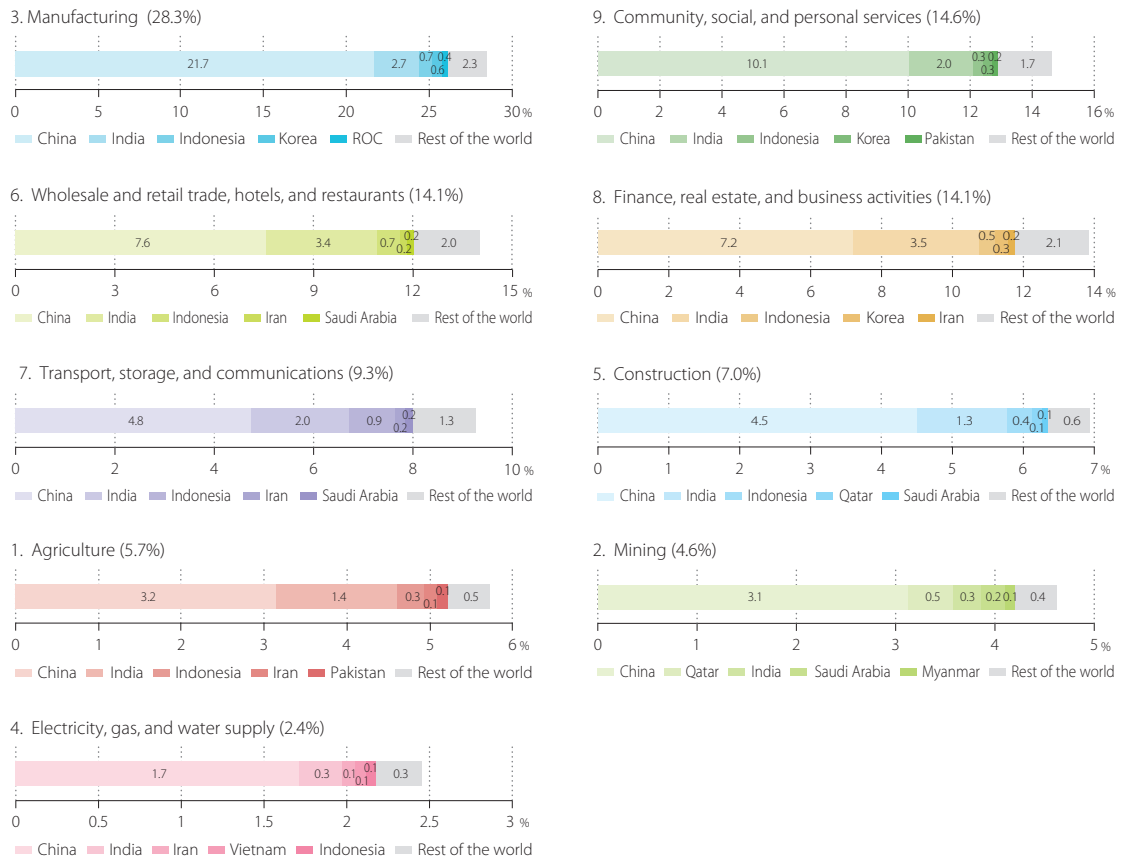 3. Manufacturing (28.3%)
21.7 2.7 0.7 0.6 0.4 2.3
0 5 10 15 20 25 30 %
China India Indonesia Korea ROC Rest of the world
9. Community, social, and personal services (14.6%)
10.1 2.0 0.3 0.3 0.2 1.7
0 2 4 6 8 10 12 14 16 %
China India Indonesia Korea Pakistan Rest of the world
6. Wholesale and retail trade, hotels, and restaurants (14.1%)
7.6 3.4 0.7 0.2 0.2 2.0
0 3 6 9 12 15 %
China India Indonesia Iran Saudi Arabia Rest of the world
8. Finance, real estate, and business activities (14.1%)
7.2 3.5 0.5 0.3 0.2 2.1
0 2 4 6 8 10 12 14 %
China India Indonesia Korea Iran Rest of the world
7. Transport, storage, and communications (9.3%)
4.8 2.0 0.9 0.2 0.2 1.3
0 2 4 6 8 10 %
China India Indonesia Iran Saudi Arabia Rest of the world
5. Construction (7.0%)
4.5 1.3 0.4 0.1 0.1 0.6
0 1 2 3 4 5 6 7 %
China India Indonesia Qatar Saudi Arabia Rest of the world
1. Agriculture (5.7%)
3.2 1.4 0.3 0.1 0.1 0.5
0 1 2 3 4 5 6 %
China India Indonesia Iran Pakistan Rest of the world
2. Mining (4.6%)
3.1 0.5 0.3 0.2 0.1 0.4
0 1 2 3 4 5 %
China Qatar India Saudi Arabia Myanmar Rest of the world
4. Electricity, gas, and water supply (2.4%)
1.7 0.3 0.1 0.1 0.1 0.3
0 0.5 1 1.5 2 2.5 3 %
China India Iran Vietnam Indonesia Rest of the world